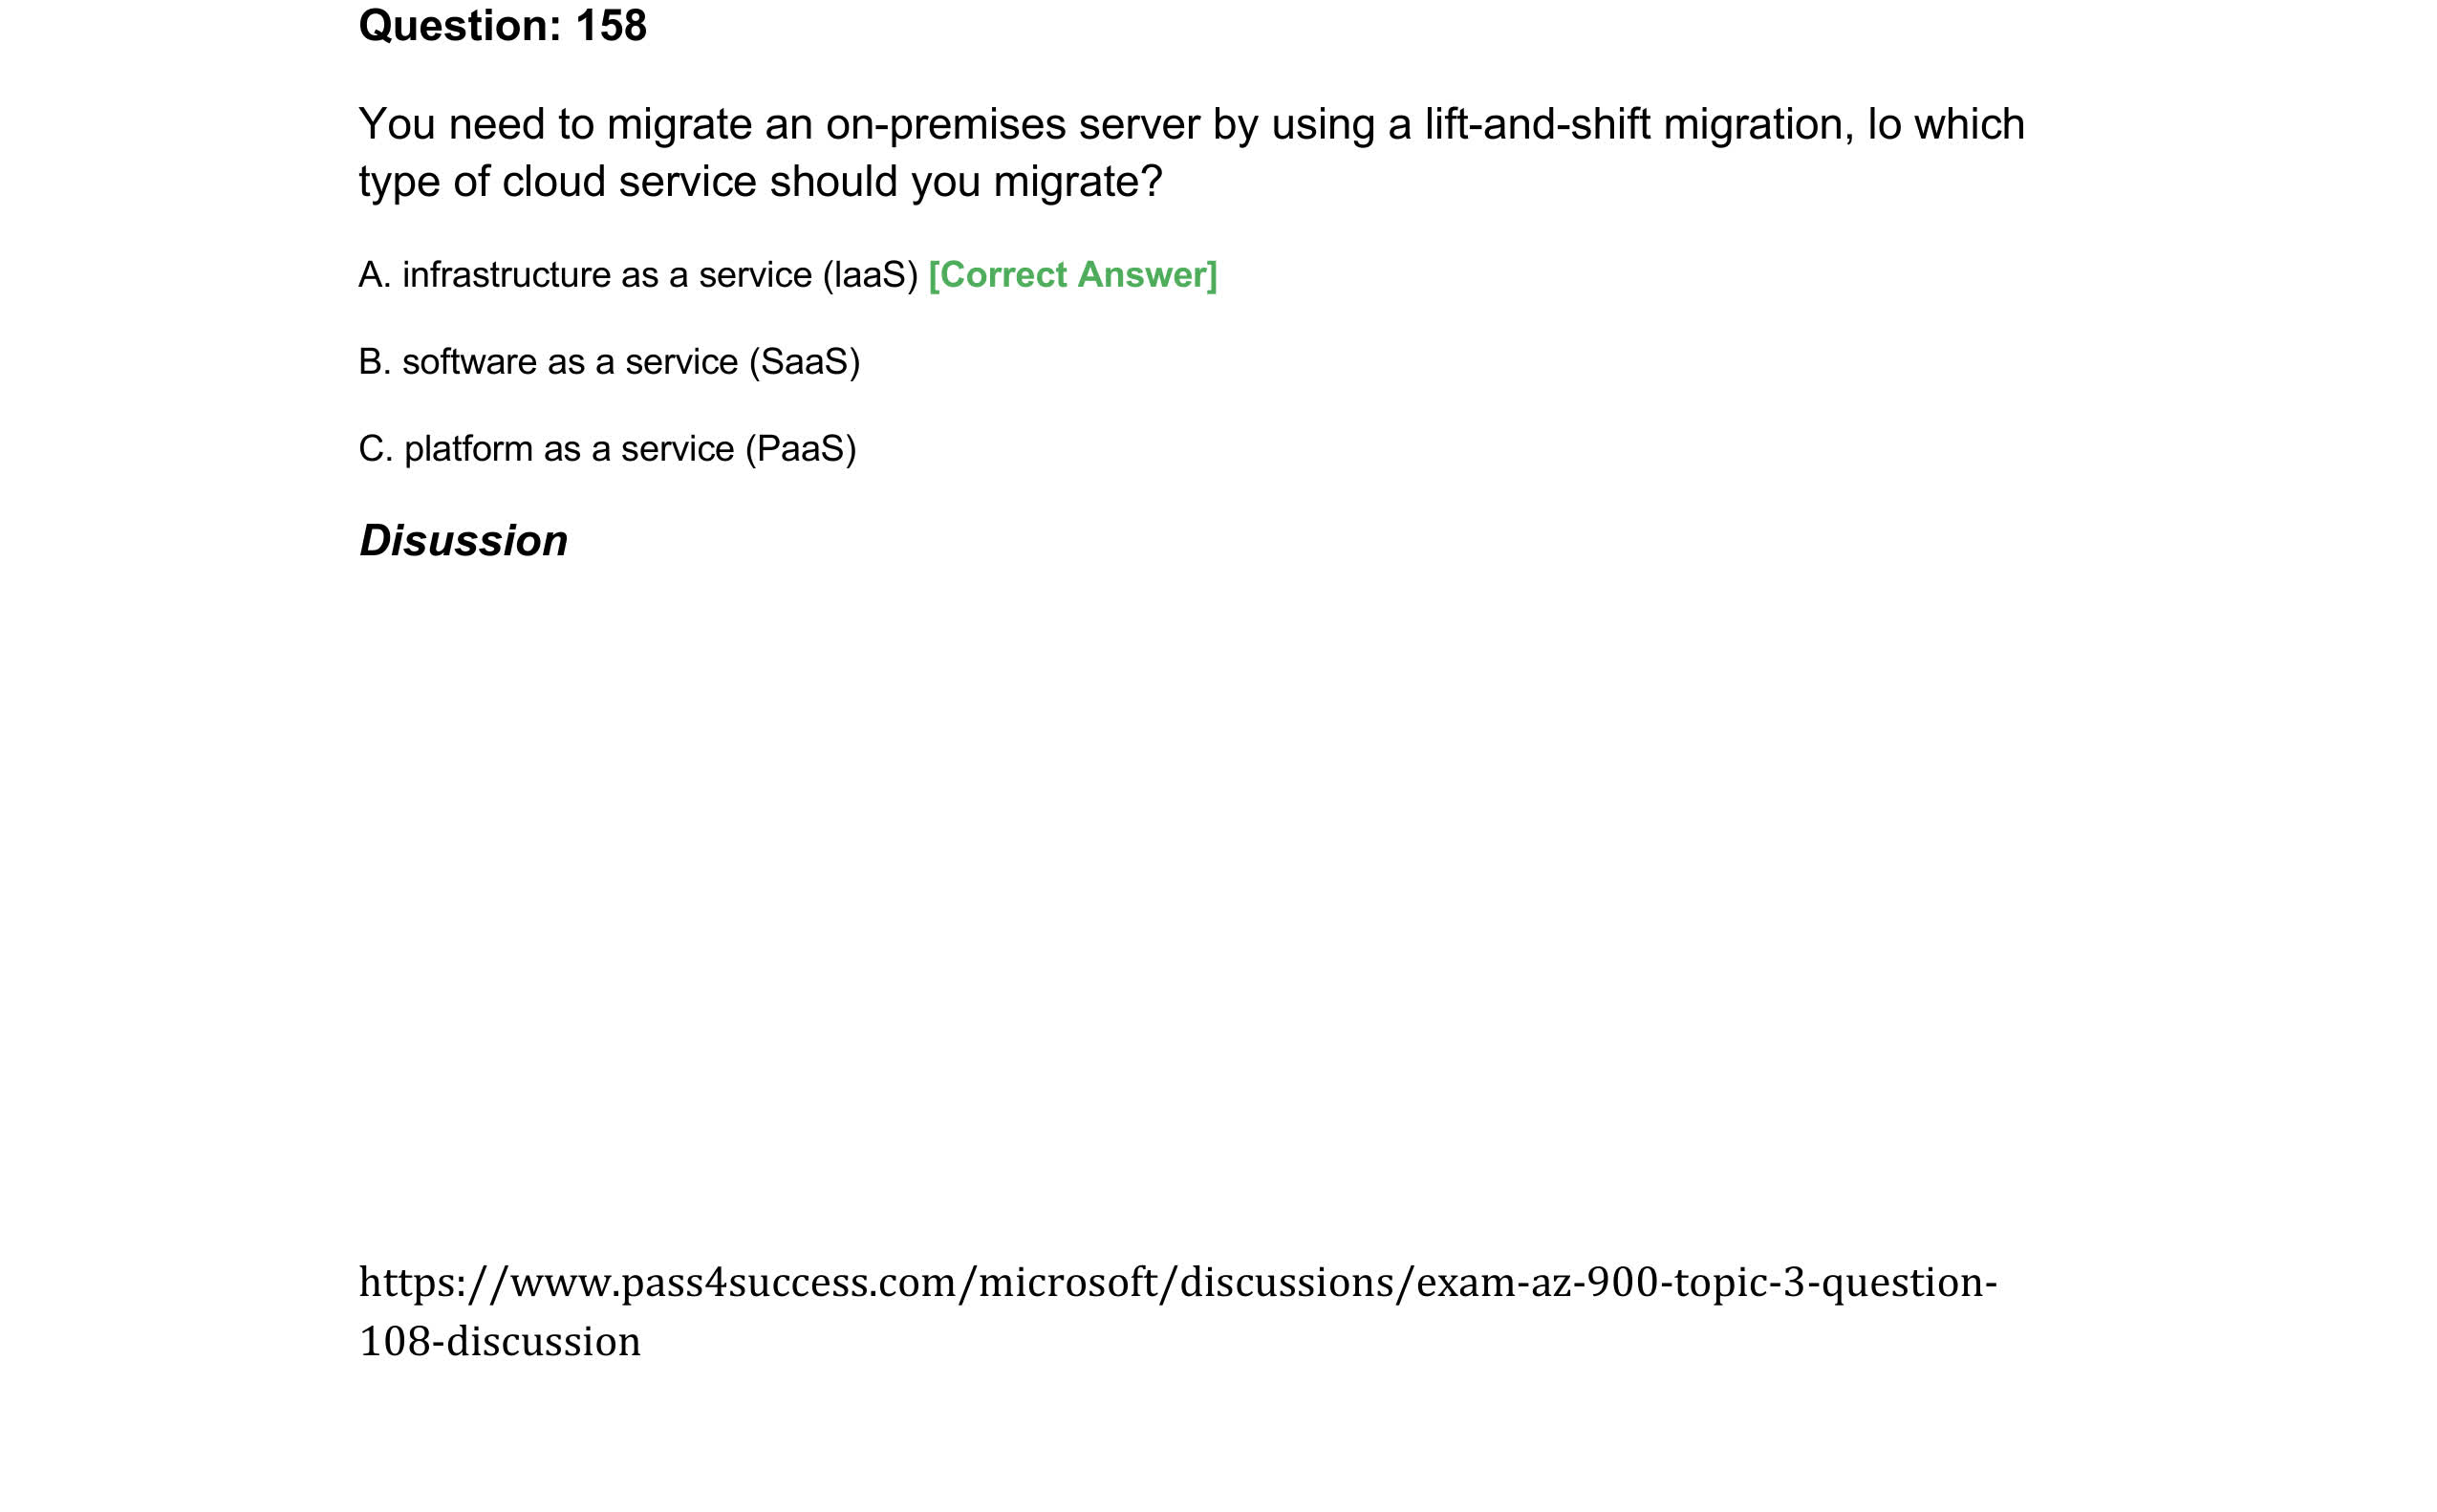 Question: 158
You need to migrate an on-premises server by using a lift-and-shift migration, lo which
type of cloud service should you migrate?
A. infrastructure as a service (IaaS) [Correct Answer]
B. software as a service (SaaS)
C. platform as a service (PaaS)
Disussion
https://www.pass4success.com/microsoft/discussions/exam-az-900-topic-3-question-
108-discussion